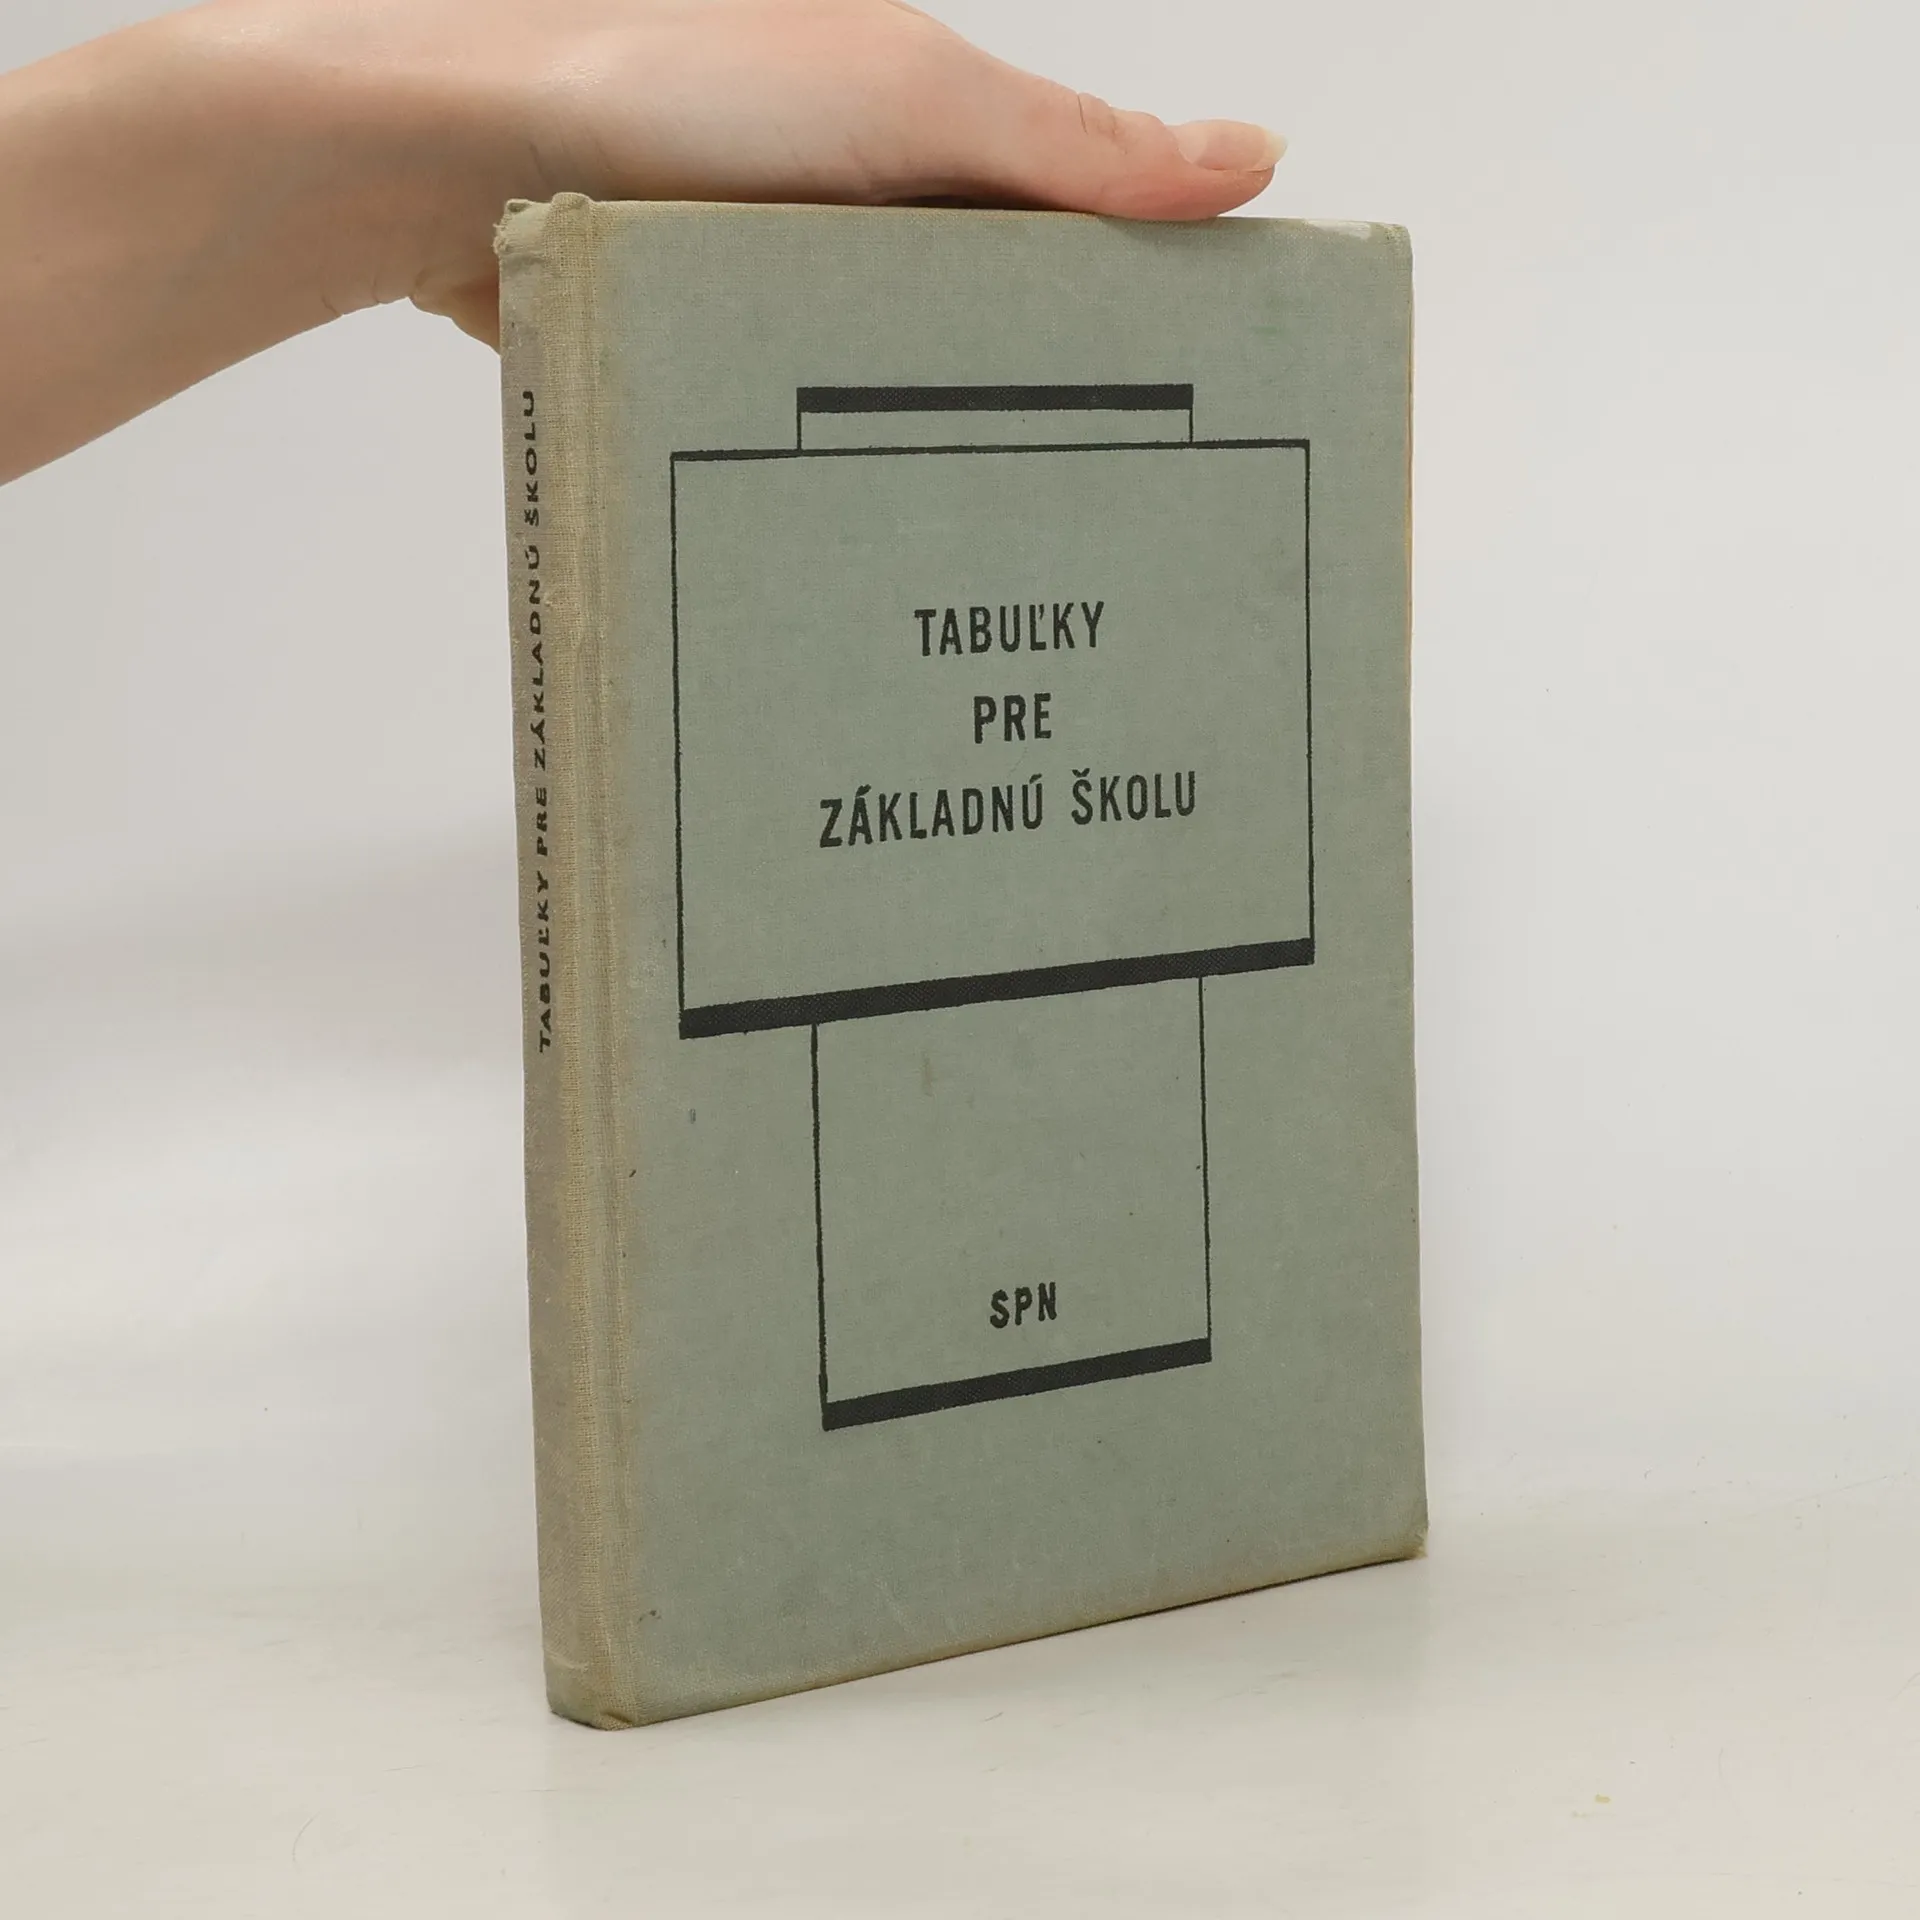 TABUĽKY PRE ZÁKLADNÚ ŠKOLU
TABUĽKY
PRE
ZÁKLADNÚ ŠKOLU
SPN